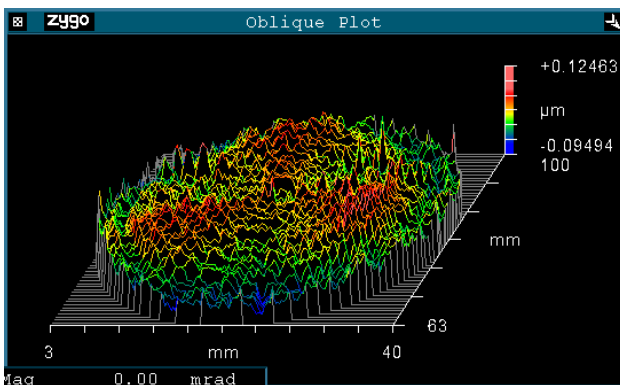 zygo Oblique Plot
+0.12463
µm
-0.09494
100
mm
63
3 mm 40
Mag 0.00 mrad